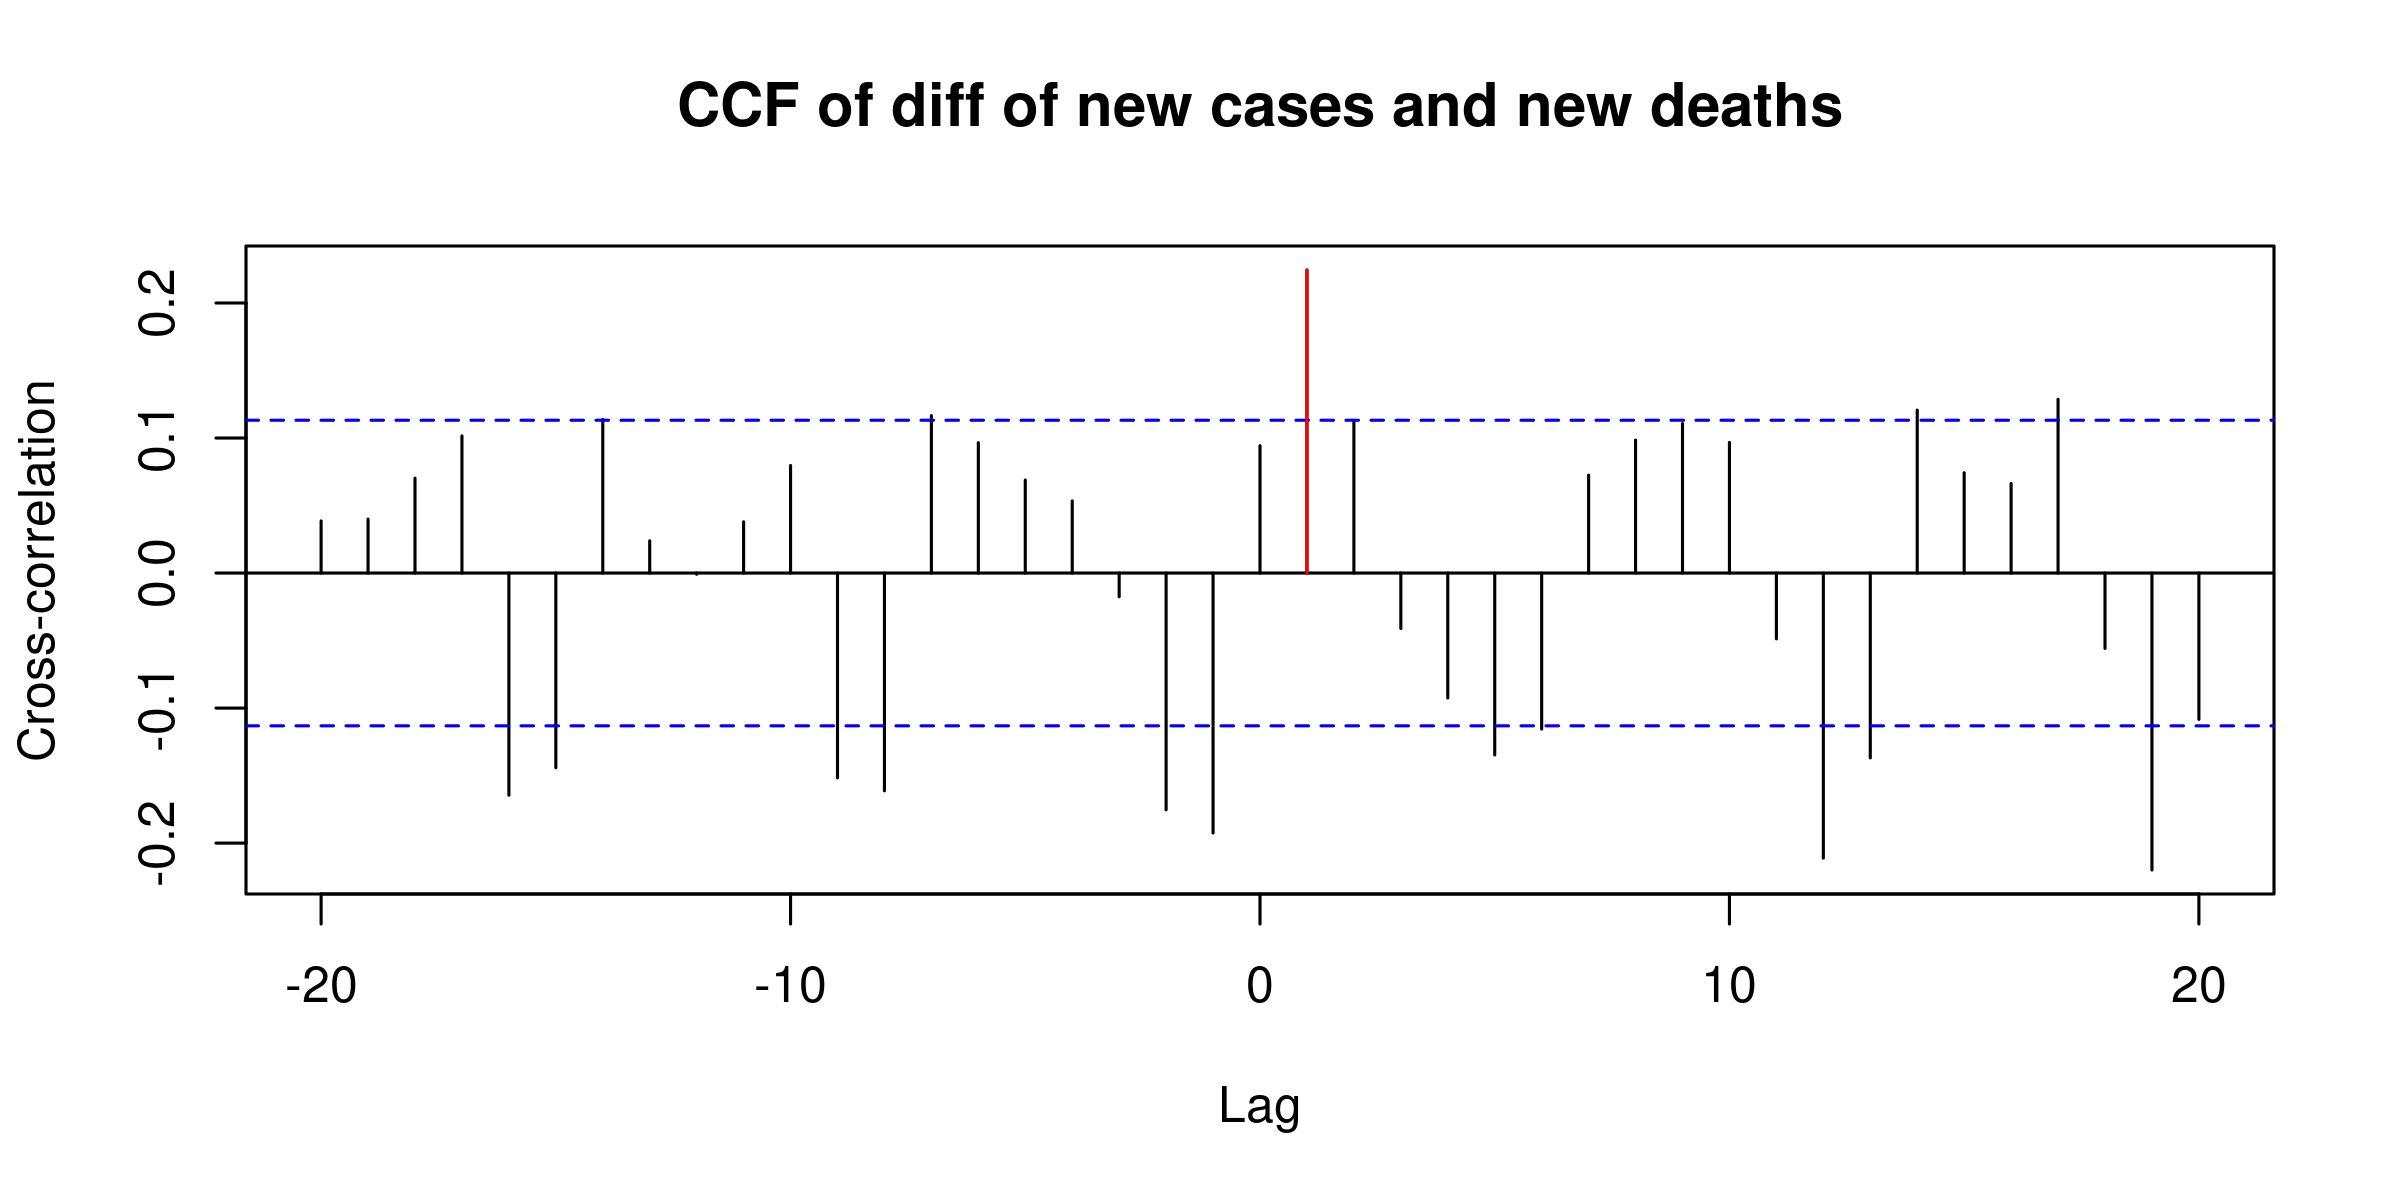 CCF of diff of new cases and new deaths
Cross-correlation
0.2
0.1
0.0
-0.1
-0.2
-20 -10 0 10 20
Lag